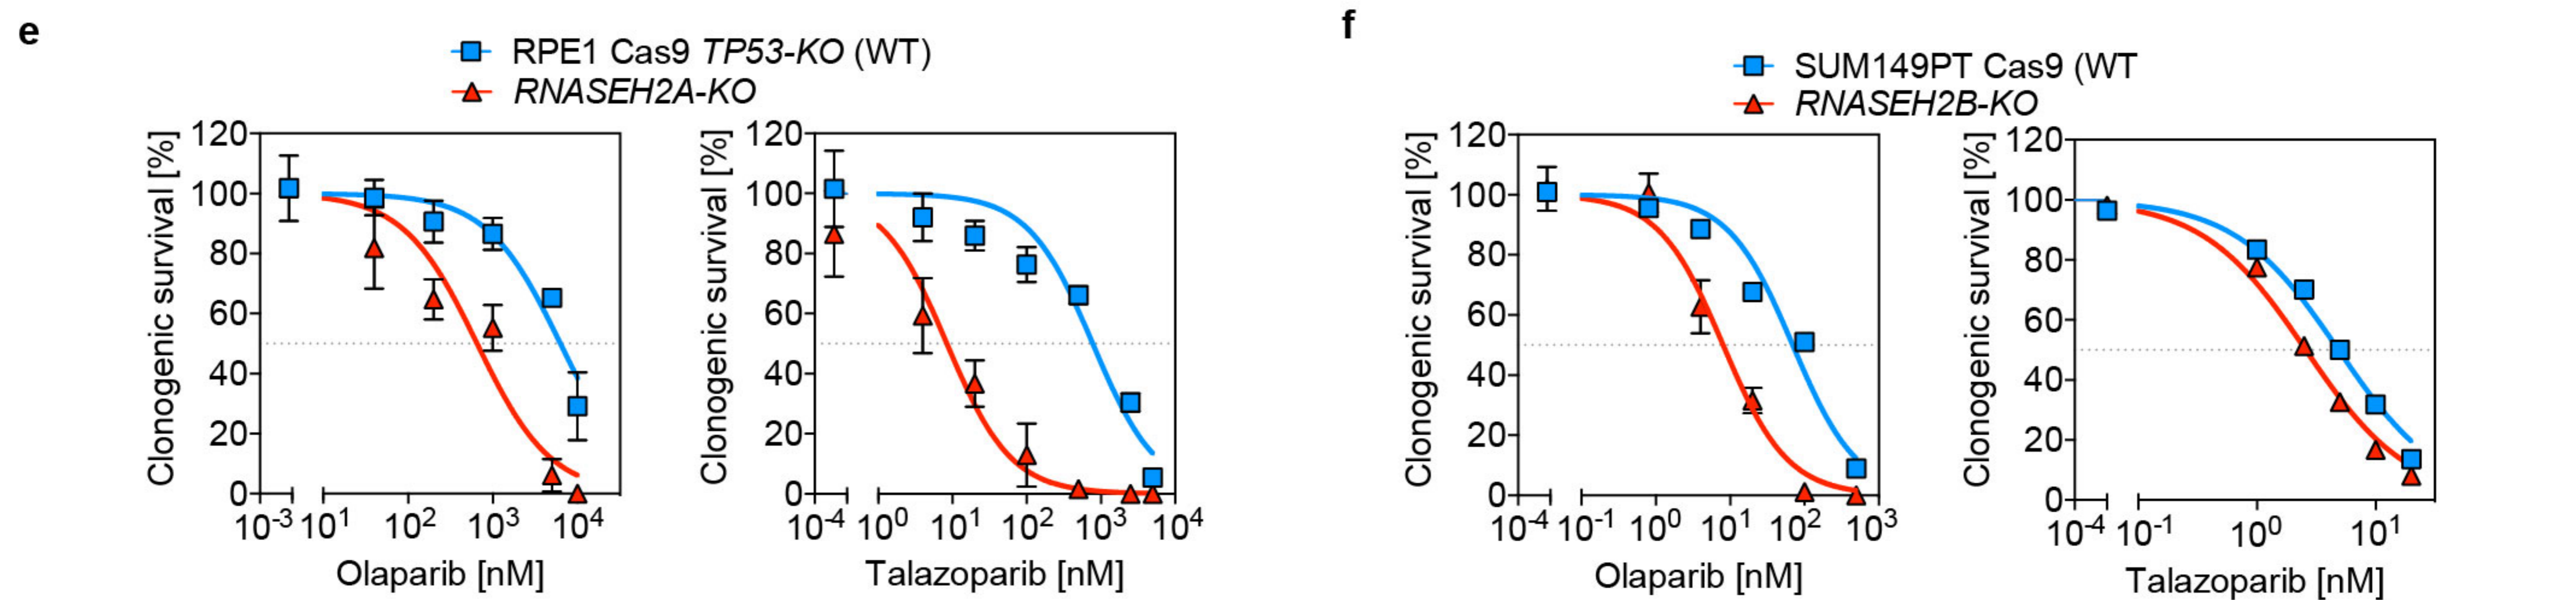 e
RPE1 Cas9 TP53-KO (WT)
RNASEH2A-KO
Clonogenic survival [%]
120
100
80
60
40
20
0
10-3 10¹ 10² 10³ 10⁴
Olaparib [nM]
Clonogenic survival [%]
120
100
80
60
40
20
0
10-4 10⁰ 10¹ 10² 10³ 10⁴
Talazoparib [nM]
f
SUM149PT Cas9 (WT
RNASEH2B-KO
Clonogenic survival [%]
120
100
80
60
40
20
0
10-4 10-1 10⁰ 10¹ 10² 10³
Olaparib [nM]
Clonogenic survival [%]
120
100
80
60
40
20
0
10-4 10-1 10⁰ 10¹
Talazoparib [nM]